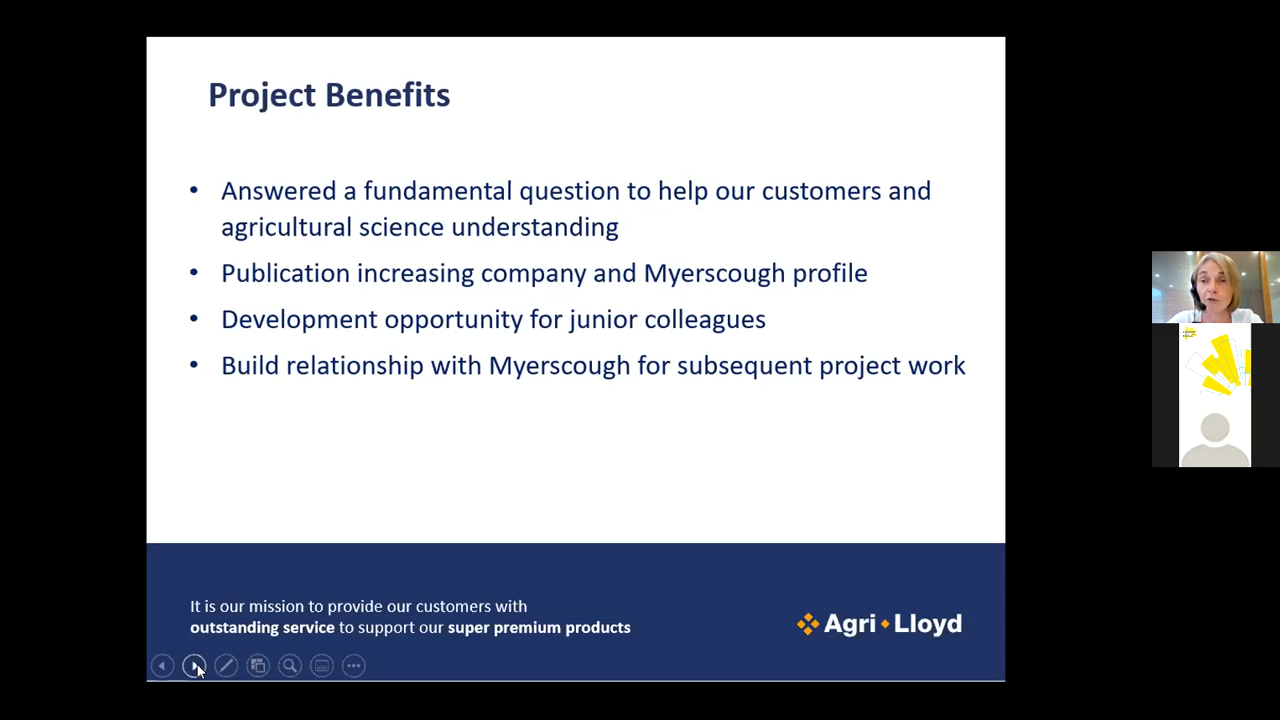 Project Benefits
• Answered a fundamental question to help our customers and
agricultural science understanding
• Publication increasing company and Myerscough profile
• Development opportunity for junior colleagues
• Build relationship with Myerscough for subsequent project work
It is our mission to provide our customers with
outstanding service to support our super premium products
Agri Lloyd